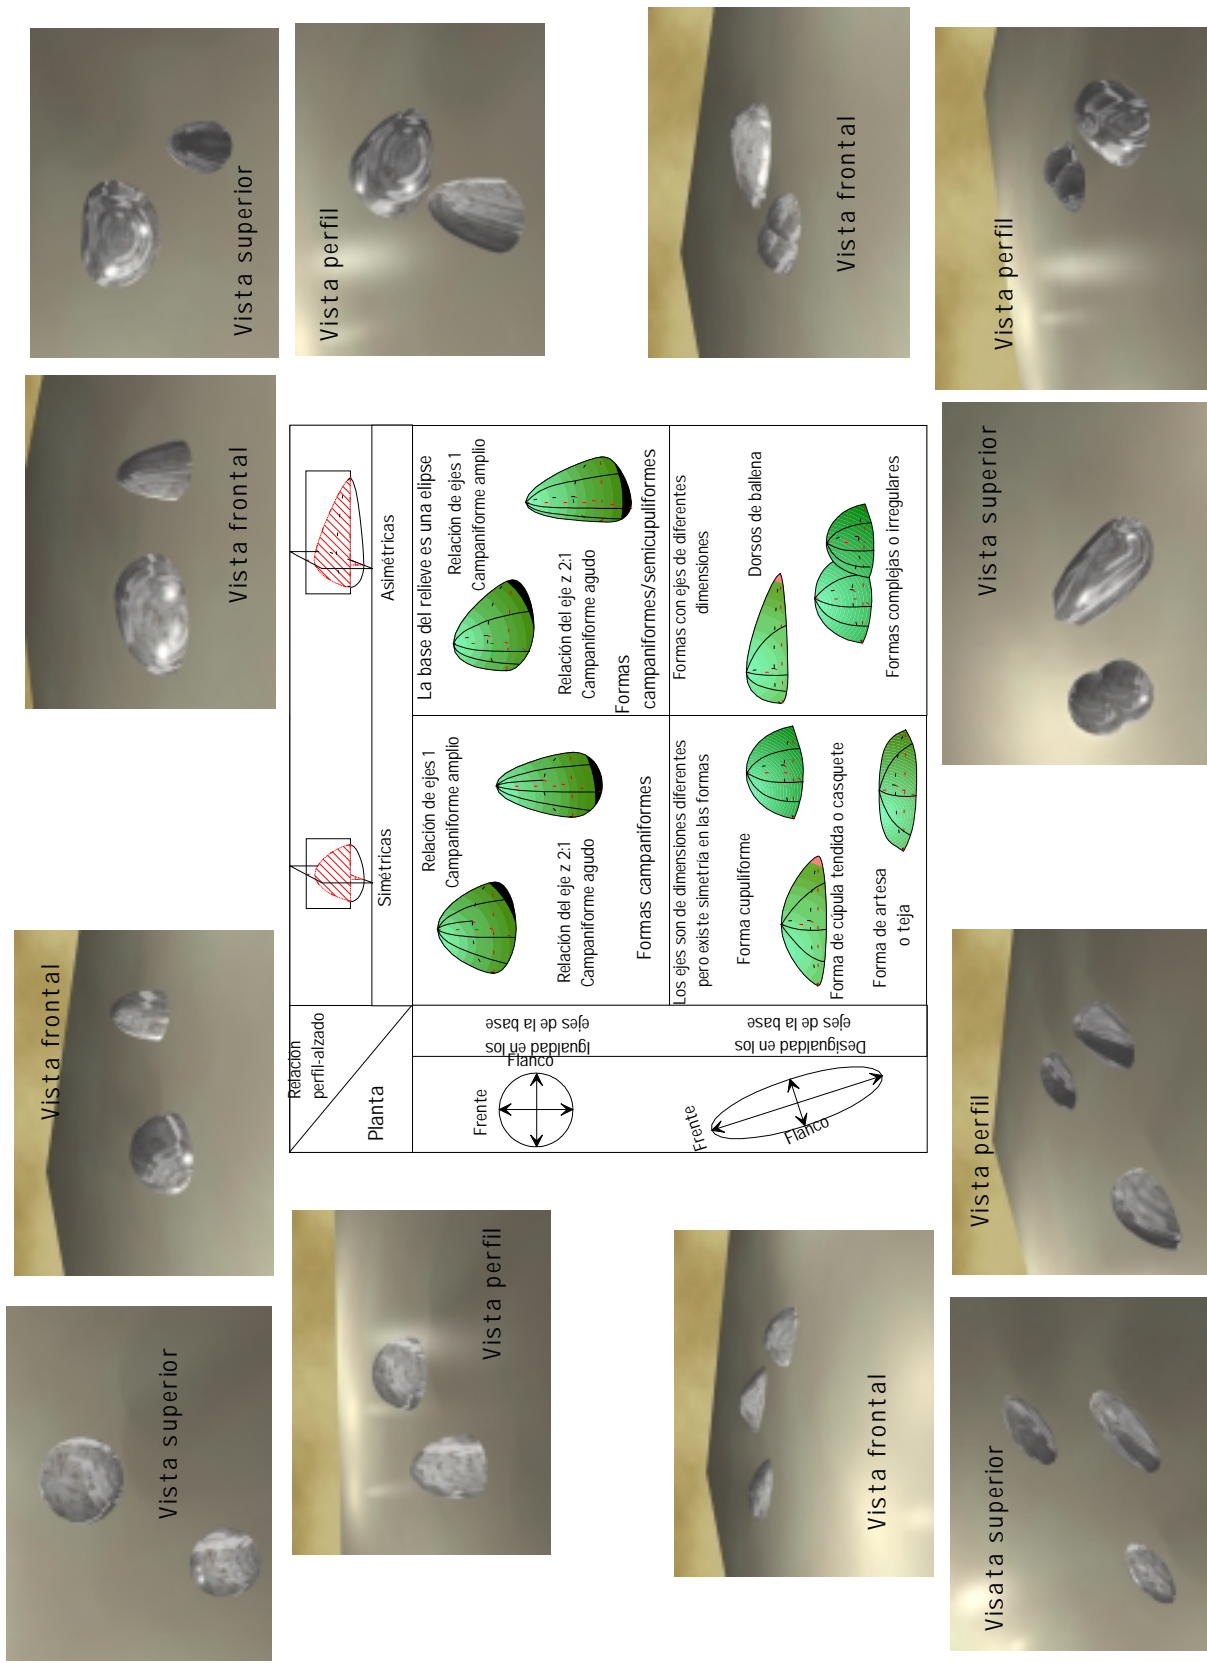 Vista superior
Vista frontal
Vista frontal
Vista superior
Vista perfil
Vista perfil
Relación
perfil-alzado
Planta
Simétricas
Asimétricas
Frente
Flanco
Igualdad en los
ejes de la base
Relación de ejes 1
Campaniforme amplio
Relación del eje z 2:1
Campaniforme agudo
Formas campaniformes
La base del relieve es una elipse
Relación de ejes 1
Campaniforme amplio
Relación del eje z 2:1
Campaniforme agudo
Formas
campaniformes/semicupuliformes
Frente
Flanco
Desigualdad en los
ejes de la base
Los ejes son de dimensiones diferentes
pero existe simetría en las formas
Forma cupuliforme
Forma de cúpula tendida o casquete
Forma de artesa
o teja
Formas con ejes de diferentes
dimensiones
Dorsos de ballena
Formas complejas o irregulares
Vista frontal
Vista frontal
Visata superior
Vista perfil
Vista superior
Vista perfil